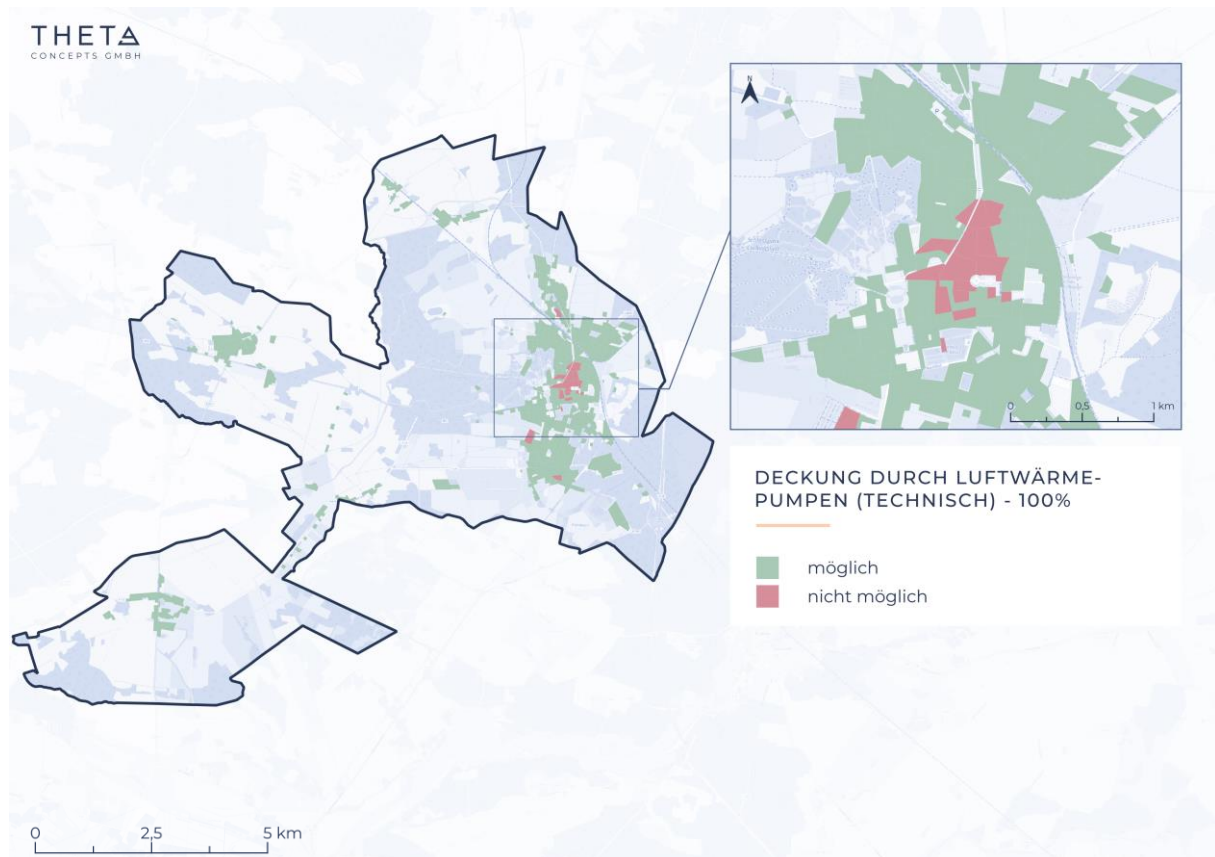 THETA
CONCEPTS GMBH
N
0
0,5
1 km
DECKUNG DURCH LUFTWÄRME-
PUMPEN (TECHNISCH) - 100%
möglich
nicht möglich
0
2,5
5 km